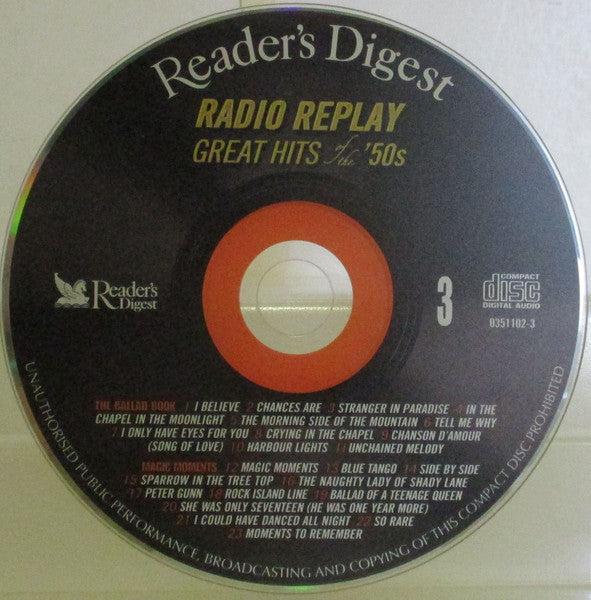 Reader's Digest
RADIO REPLAY
GREAT HITS of the '50s
Reader's
Digest
3
COMPACT
disc
DIGITAL AUDIO
0351102-3
THE BALLAD BOOK 1 I BELIEVE 2 CHANCES ARE 3 STRANGER IN PARADISE 4 IN THE
CHAPEL IN THE MOONLIGHT 5 THE MORNING SIDE OF THE MOUNTAIN 6 TELL ME WHY
7 I ONLY HAVE EYES FOR YOU 8 CRYING IN THE CHAPEL 9 CHANSON D'AMOUR
(SONG OF LOVE) 10 HARBOUR LIGHTS 11 UNCHAINED MELODY
MAGIC MOMENTS 12 MAGIC MOMENTS 13 BLUE TANGO 14 SIDE BY SIDE
15 SPARROW IN THE TREE TOP 16 THE NAUGHTY LADY OF SHADY LANE
17 PETER GUNN 18 ROCK ISLAND LINE 19 BALLAD OF A TEENAGE QUEEN
20 SHE WAS ONLY SEVENTEEN (HE WAS ONE YEAR MORE)
21 I COULD HAVE DANCED ALL NIGHT 22 SO RARE
23 MOMENTS TO REMEMBER
UNAUTHORISED PUBLIC PERFORMANCE, BROADCASTING AND COPYING OF THIS COMPACT DISC PROHIBITED